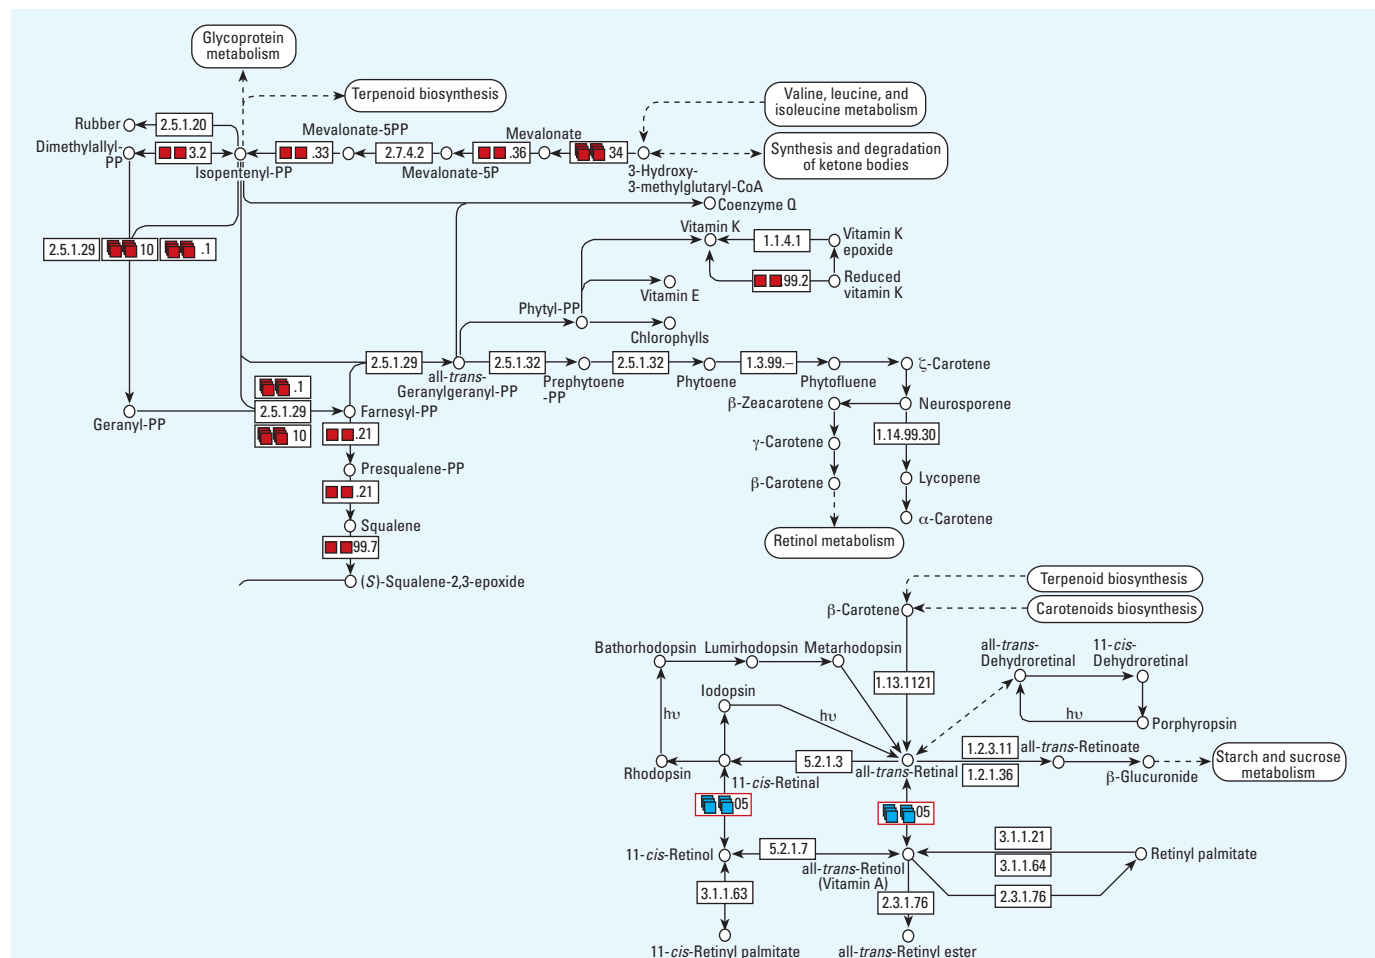 Glycoprotein
metabolism
Terpenoid biosynthesis
Valine, leucine, and
isoleucine metabolism
Rubber
2.5.1.20
Mevalonate-5PP
Mevalonate
Dimethylallyl-
PP
3.2
.33
2.7.4.2
.36
34
Synthesis and degradation
of ketone bodies
Isopentenyl-PP
Mevalonate-5P
3-Hydroxy-
3-methylglutaryl-CoA
Coenzyme Q
Vitamin K
1.1.4.1
Vitamin K
epoxide
2.5.1.29
10
.1
99.2
Reduced
vitamin K
Vitamin E
Phytyl-PP
Chlorophylls
2.5.1.29
2.5.1.32
2.5.1.32
1.3.99.–
ζ-Carotene
all-trans-
Geranylgeranyl-PP
Prephytoene
-PP
Phytoene
Phytofluene
.1
2.5.1.29
10
Geranyl-PP
Farnesyl-PP
β-Zeacarotene
Neurosporene
.21
γ-Carotene
1.14.99.30
Presqualene-PP
β-Carotene
Lycopene
.21
Squalene
α-Carotene
99.7
Retinol metabolism
(S)-Squalene-2,3-epoxide
Terpenoid biosynthesis
β-Carotene
Carotenoids biosynthesis
Bathorhodopsin
Lumirhodopsin
Metarhodopsin
all-trans-
Dehydroretinal
11-cis-
Dehydroretinal
1.13.1121
Iodopsin
hυ
hυ
hυ
Porphyropsin
Rhodopsin
11-cis-Retinal
5.2.1.3
all-trans-Retinal
1.2.3.11
1.2.1.36
all-trans-Retinoate
β-Glucuronide
Starch and sucrose
metabolism
05
05
11-cis-Retinol
5.2.1.7
all-trans-Retinol
(Vitamin A)
3.1.1.21
3.1.1.64
Retinyl palmitate
3.1.1.63
2.3.1.76
2.3.1.76
11-cis-Retinyl palmitate
all-trans-Retinyl ester